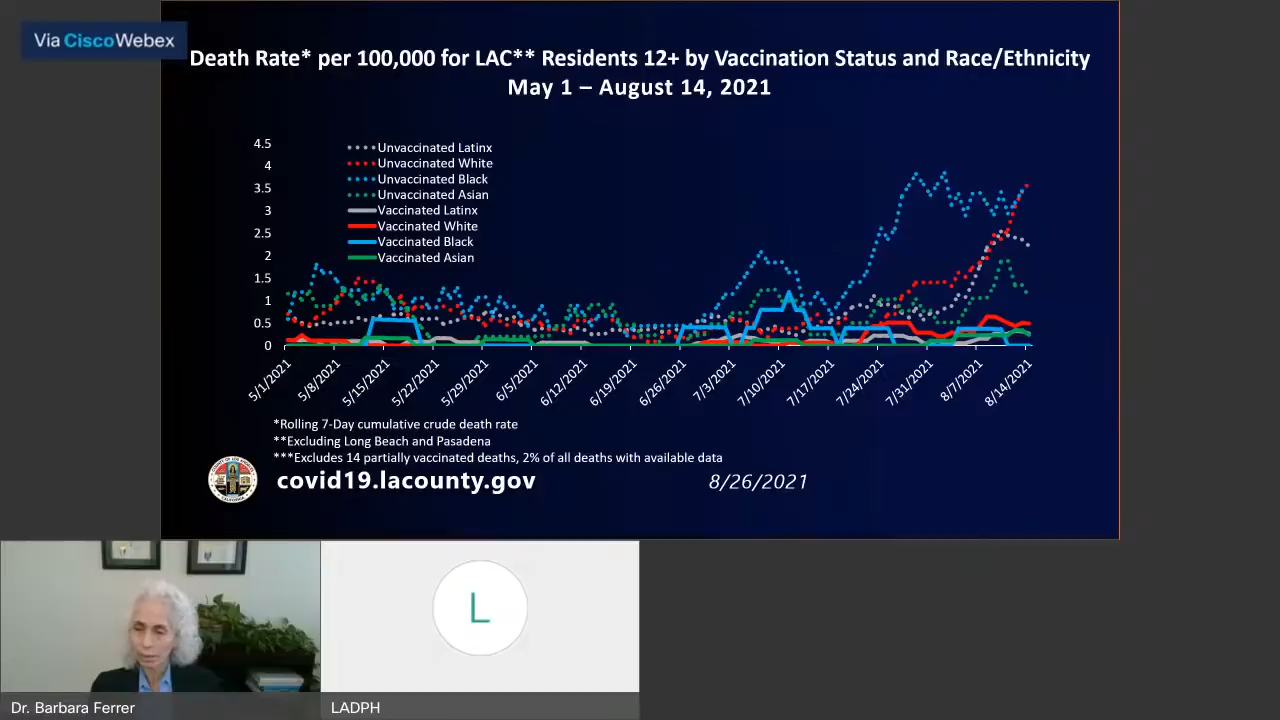 Via Cisco Webex
Death Rate* per 100,000 for LAC** Residents 12+ by Vaccination Status and Race/Ethnicity
May 1 – August 14, 2021
4.5
4
3.5
3
2.5
2
1.5
1
0.5
0
Unvaccinated Latinx
Unvaccinated White
Unvaccinated Black
Unvaccinated Asian
Vaccinated Latinx
Vaccinated White
Vaccinated Black
Vaccinated Asian
5/1/2021
5/8/2021
5/15/2021
5/22/2021
5/29/2021
6/5/2021
6/12/2021
6/19/2021
6/26/2021
7/3/2021
7/10/2021
7/17/2021
7/24/2021
7/31/2021
8/7/2021
8/14/2021
*Rolling 7-Day cumulative crude death rate
**Excluding Long Beach and Pasadena
***Excludes 14 partially vaccinated deaths, 2% of all deaths with available data
covid19.lacounty.gov
8/26/2021
L
Dr. Barbara Ferrer
LADPH